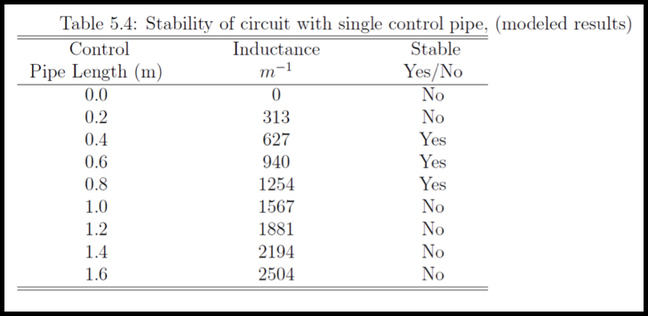 Table 5.4: Stability of circuit with single control pipe, (modeled results)
Control Inductance Stable
Pipe Length (m) m⁻¹ Yes/No
0.0 0 No
0.2 313 No
0.4 627 Yes
0.6 940 Yes
0.8 1254 Yes
1.0 1567 No
1.2 1881 No
1.4 2194 No
1.6 2504 No